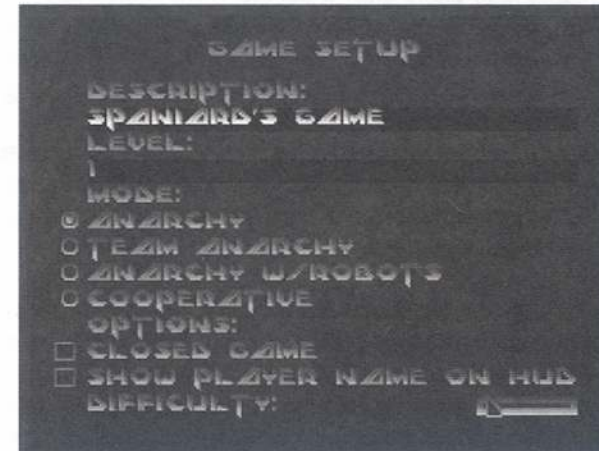 GAME SETUP
DESCRIPTION:
SPANIARD'S GAME
LEVEL:
1
MODE:
ANARCHY
TEAM ANARCHY
ANARCHY W/ROBOTS
COOPERATIVE
OPTIONS:
CLOSED GAME
SHOW PLAYER NAME ON HUD
DIFFICULTY: